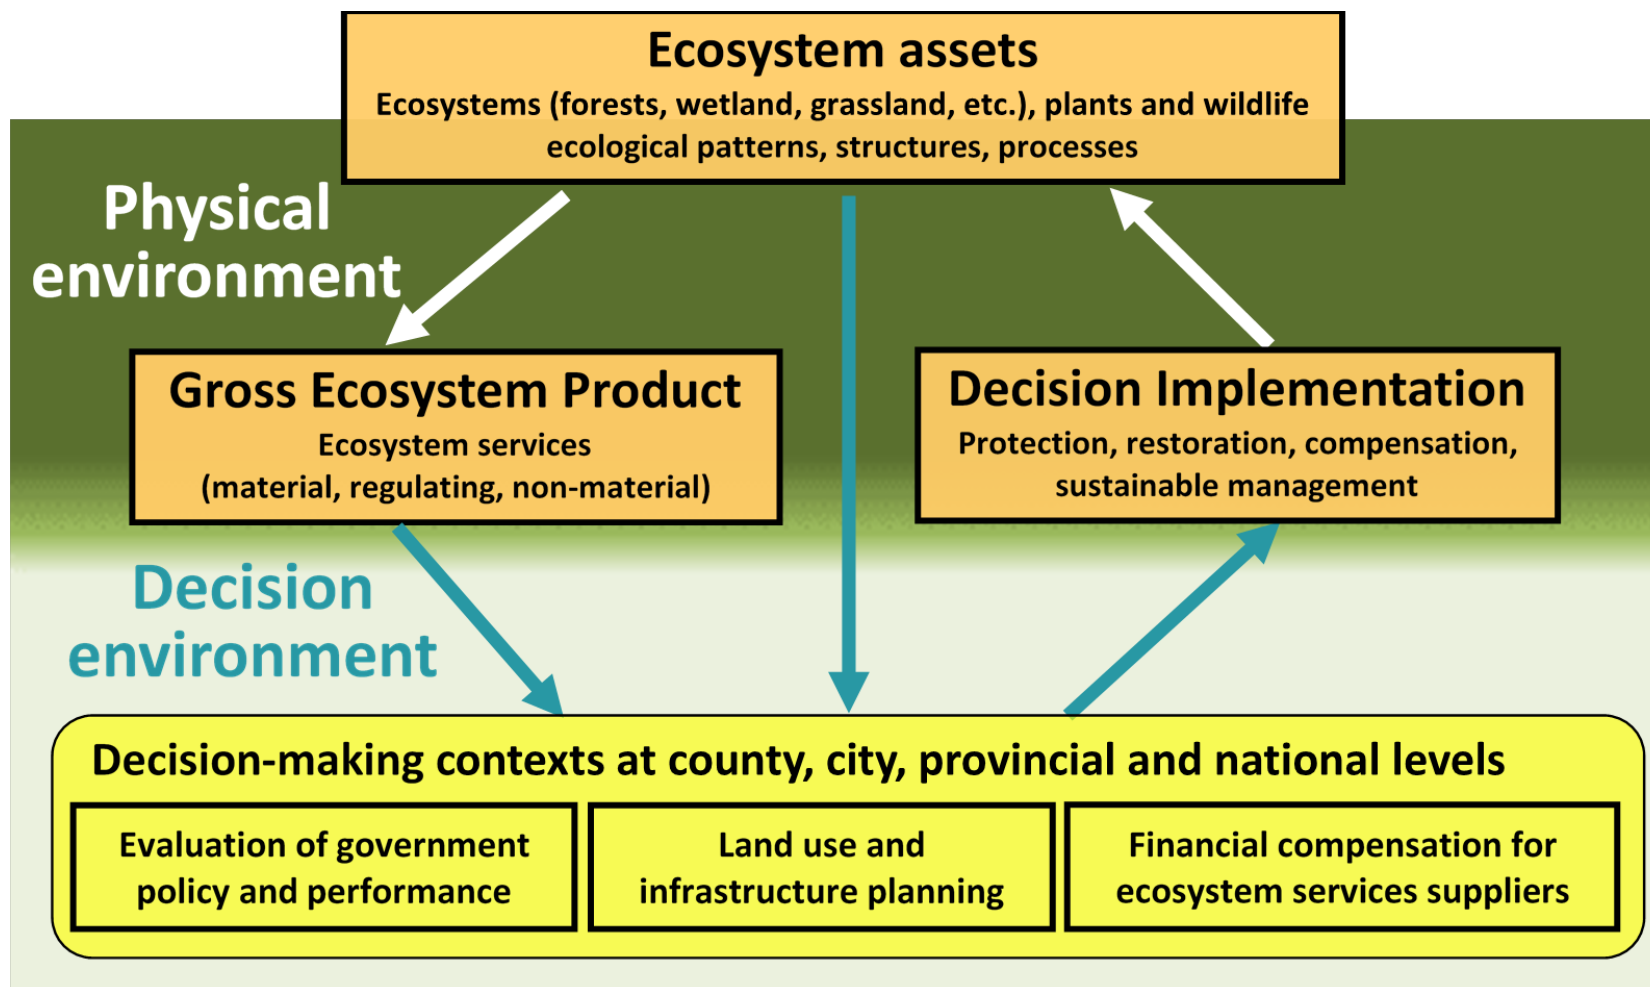 Ecosystem assets
Ecosystems (forests, wetland, grassland, etc.), plants and wildlife
ecological patterns, structures, processes
Physical
environment
Gross Ecosystem Product
Ecosystem services
(material, regulating, non-material)
Decision Implementation
Protection, restoration, compensation,
sustainable management
Decision
environment
Decision-making contexts at county, city, provincial and national levels
Evaluation of government
policy and performance
Land use and
infrastructure planning
Financial compensation for
ecosystem services suppliers